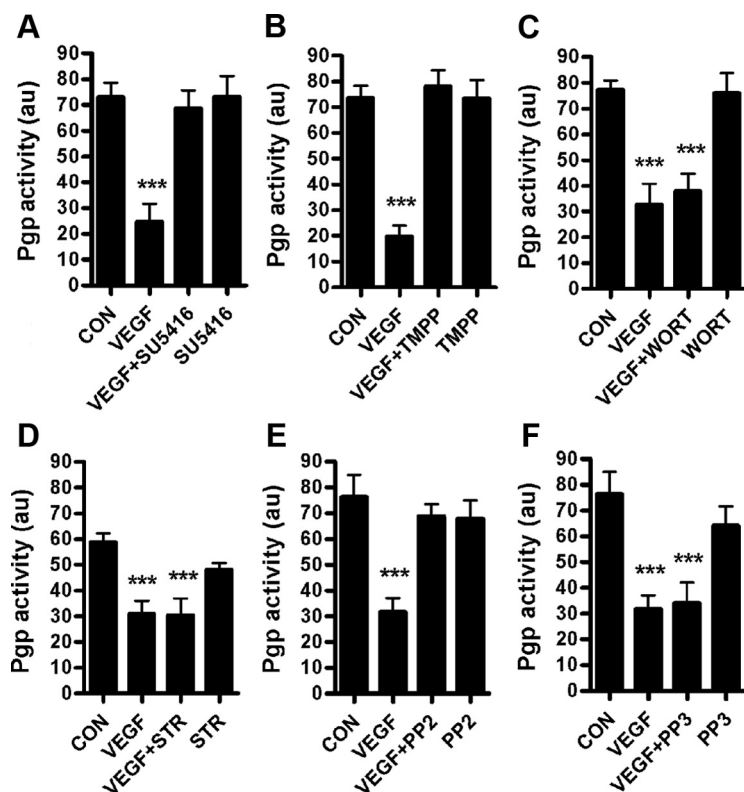 A
Pgp activity (au)
90
80
70
60
50
40
30
20
10
0
***
CON
VEGF
VEGF+SU5416
SU5416
B
Pgp activity (au)
90
80
70
60
50
40
30
20
10
0
***
CON
VEGF
VEGF+TMPP
TMPP
C
Pgp activity (au)
90
80
70
60
50
40
30
20
10
0
*** ***
CON
VEGF
VEGF+WORT
WORT
D
Pgp activity (au)
90
80
70
60
50
40
30
20
10
0
*** ***
CON
VEGF
VEGF+STR
STR
E
Pgp activity (au)
90
80
70
60
50
40
30
20
10
0
***
CON
VEGF
VEGF+PP2
PP2
F
Pgp activity (au)
90
80
70
60
50
40
30
20
10
0
*** ***
CON
VEGF
VEGF+PP3
PP3